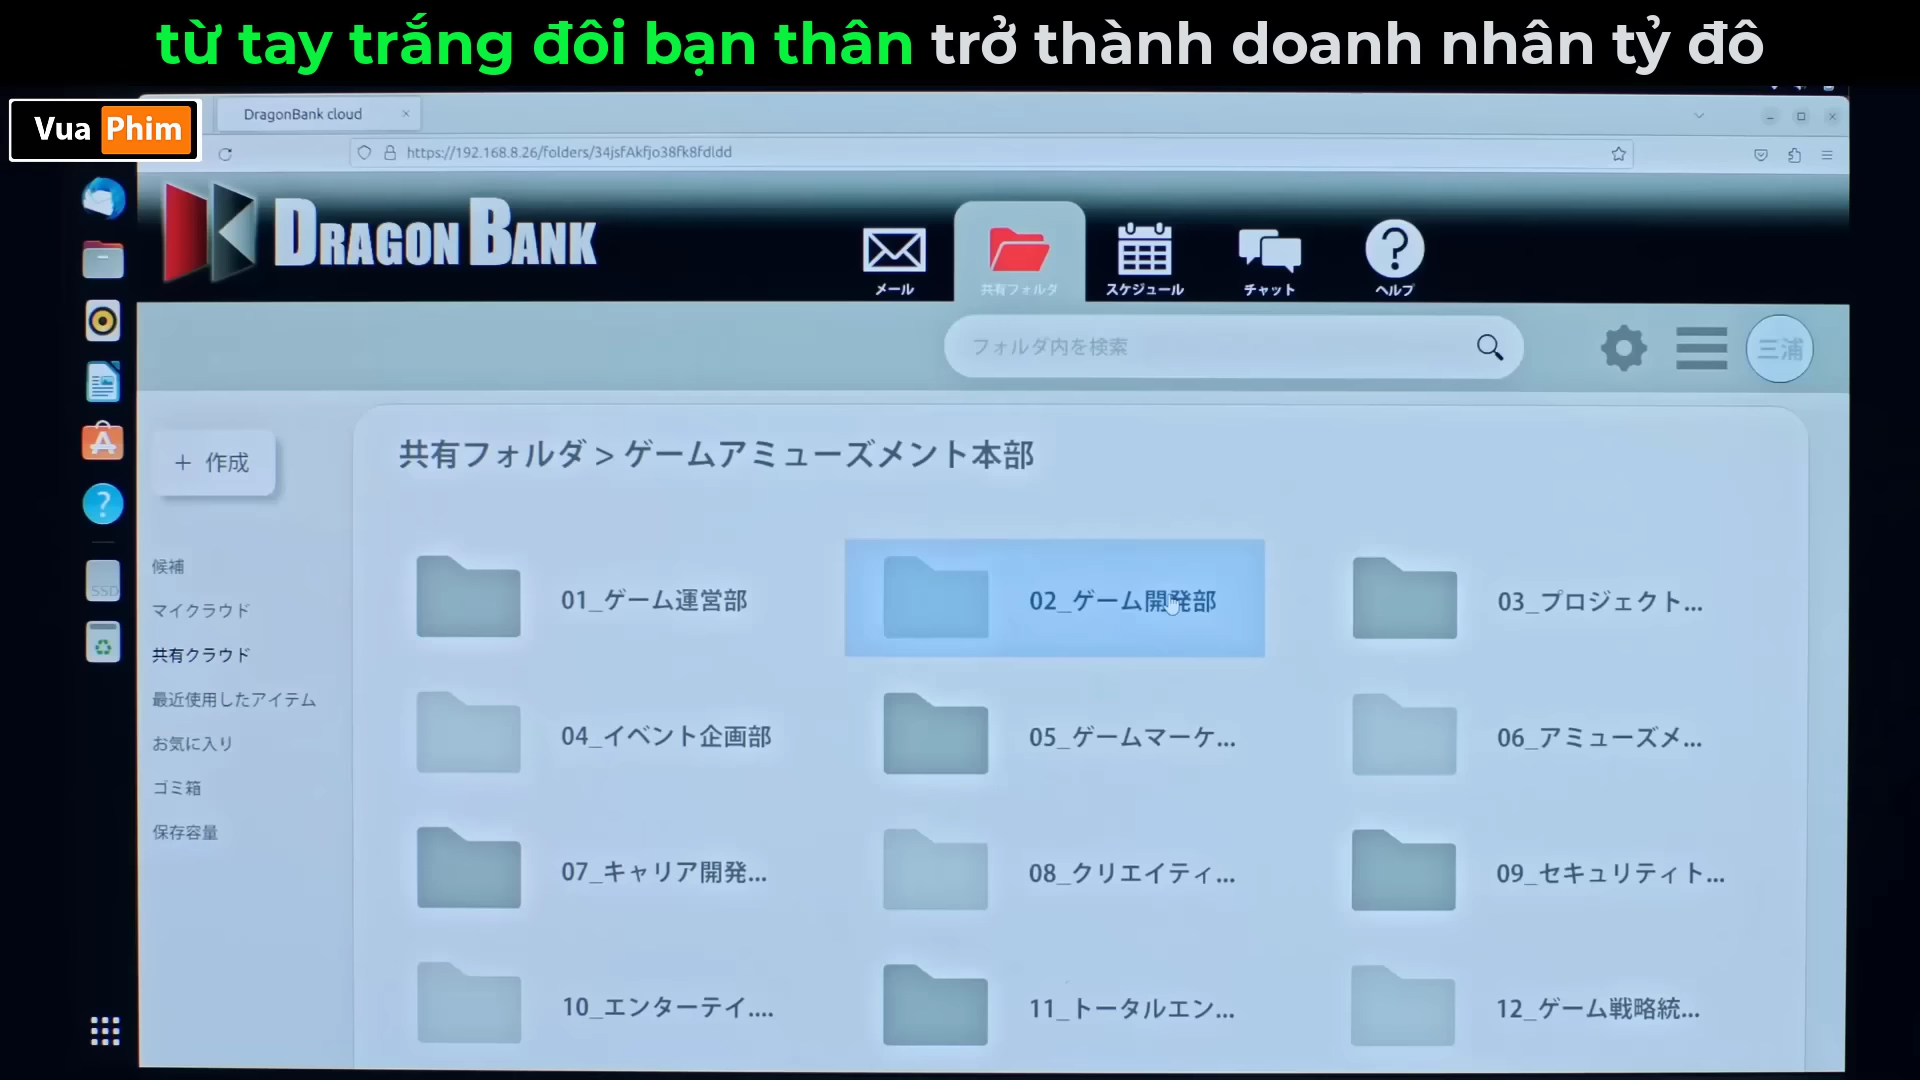 từ tay trắng đôi bạn thân trở thành doanh nhân tỷ đô
Vua Phim
DragonBank cloud
https://192.168.8.26/folders/34jsfAkfjo38fk8fdldd
DRAGON BANK
メール
共有フォルダ
スケジュール
チャット
ヘルプ
フォルダ内を検索
三浦
+ 作成
共有フォルダ > ゲームアミューズメント本部
候補
マイクラウド
共有クラウド
最近使用したアイテム
お気に入り
ゴミ箱
保存容量
01_ゲーム運営部
02_ゲーム開発部
03_プロジェクト...
04_イベント企画部
05_ゲームマーケ...
06_アミューズメ...
07_キャリア開発...
08_クリエイティ...
09_セキュリティト...
10_エンターテイ....
11_トータルエン...
12_ゲーム戦略統...
SSD